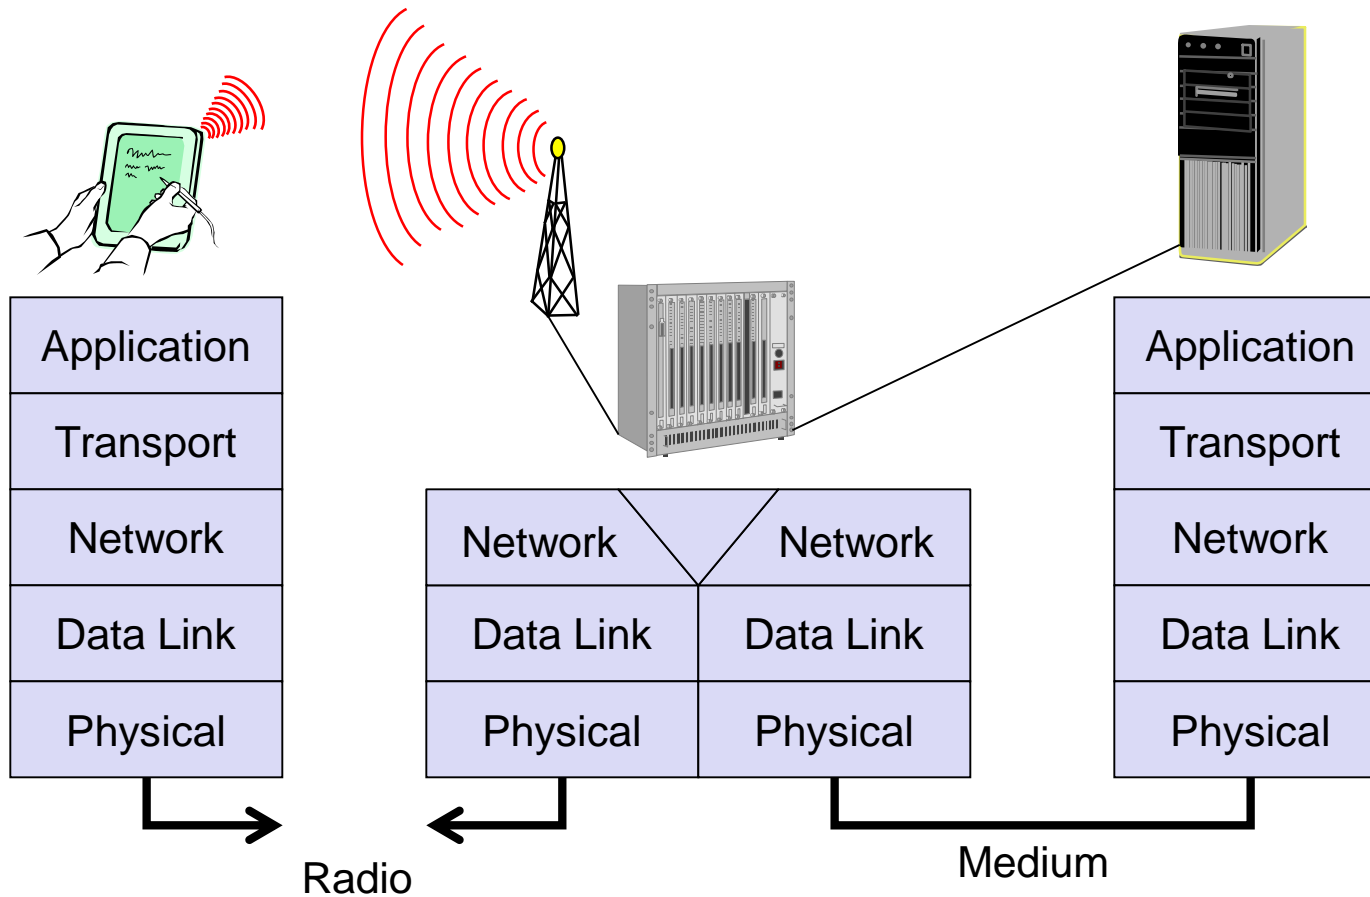 Application
Transport
Network
Data Link
Physical
Network Network
Data Link Data Link
Physical Physical
Application
Transport
Network
Data Link
Physical
Radio
Medium